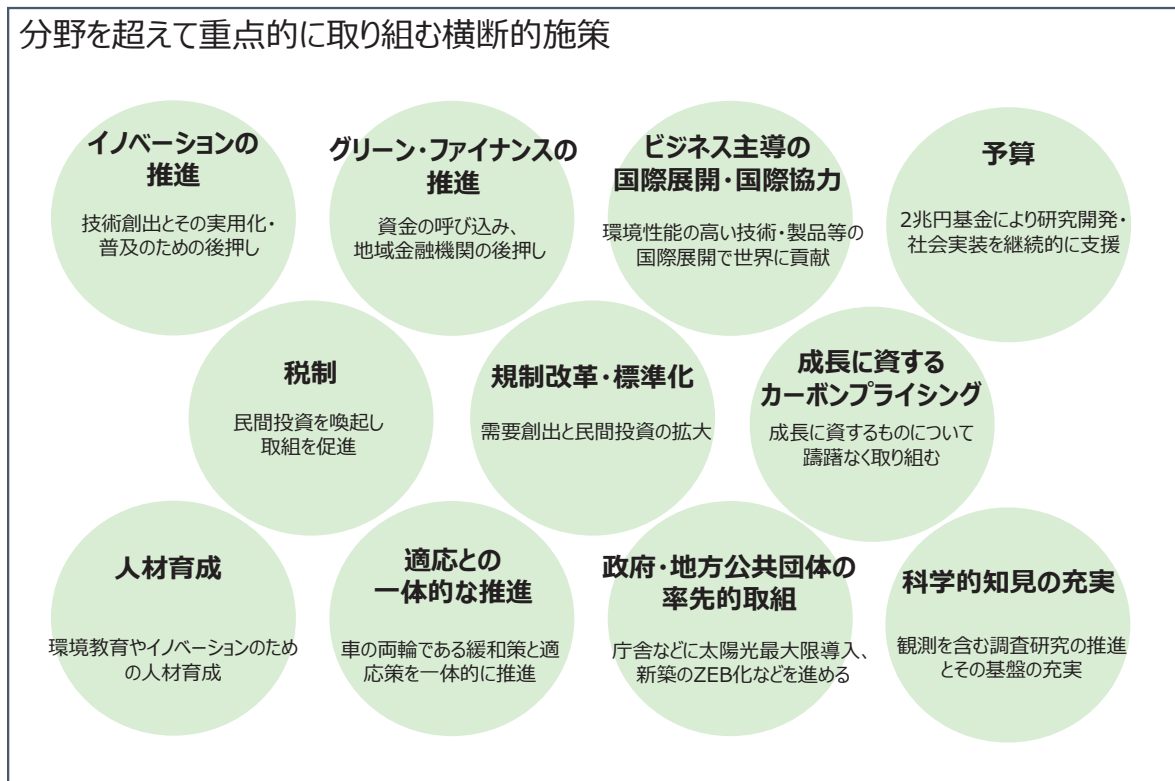 分野を超えて重点的に取り組む横断的施策
イノベーションの
推進
技術創出とその実用化・
普及のための後押し
グリーン・ファイナンスの
推進
資金の呼び込み、
地域金融機関の後押し
ビジネス主導の
国際展開・国際協力
環境性能の高い技術・製品等の
国際展開で世界に貢献
予算
2兆円基金により研究開発・
社会実装を継続的に支援
税制
民間投資を喚起し
取組を促進
規制改革・標準化
需要創出と民間投資の拡大
成長に資する
カーボンプライシング
成長に資するものについて
躊躇なく取り組む
人材育成
環境教育やイノベーションのため
の人材育成
適応との
一体的な推進
車の両輪である緩和策と適
応策を一体的に推進
政府・地方公共団体の
率先的取組
庁舎などに太陽光最大限導入、
新築のZEB化などを進める
科学的知見の充実
観測を含む調査研究の推進
とその基盤の充実